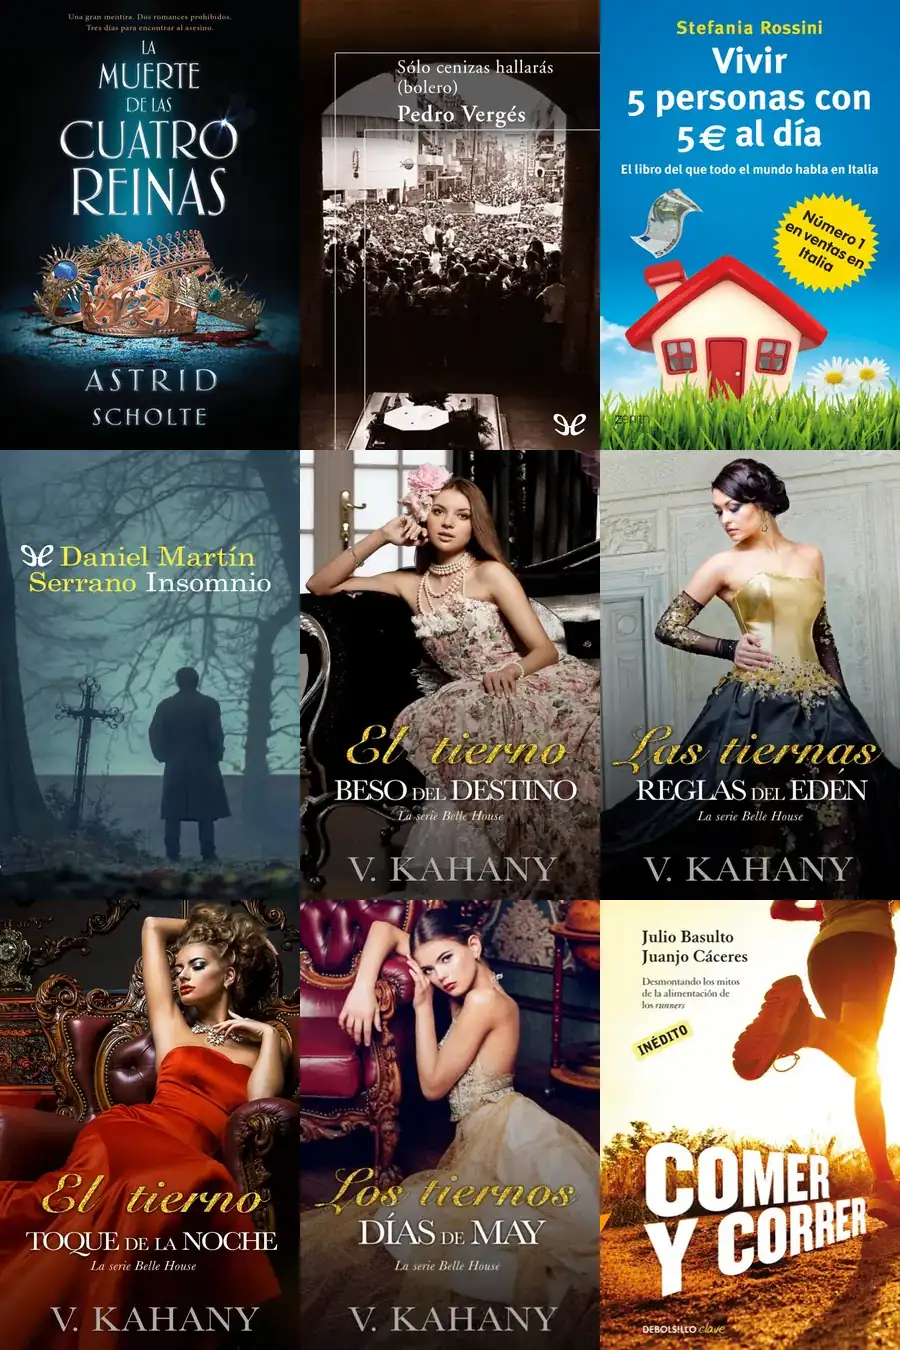 Una gran mentira. Dos romances prohibidos.
Tres días para encontrar al asesino.
LA
MUERTE
DE LAS
CUATRO
REINAS
ASTRID
SCHOLTE
Sólo cenizas hallarás
(bolero)
Pedro Vergés
Stefania Rossini
Vivir
5 personas con
5€ al día
El libro del que todo el mundo habla en Italia
Número 1
en ventas en
Italia
zenith
Daniel Martín
Serrano Insomnio
El tierno
BESO DEL DESTINO
La serie Belle House
V. KAHANY
Las tiernas
REGLAS DEL EDÉN
La serie Belle House
V. KAHANY
El tierno
TOQUE DE LA NOCHE
La serie Belle House
V. KAHANY
Los tiernos
DÍAS DE MAY
La serie Belle House
V. KAHANY
Julio Basulto
Juanjo Cáceres
Desmontando los mitos
de la alimentación de
los runners
INÉDITO
COMER
Y CORRER
DEBOLS!LLO clave